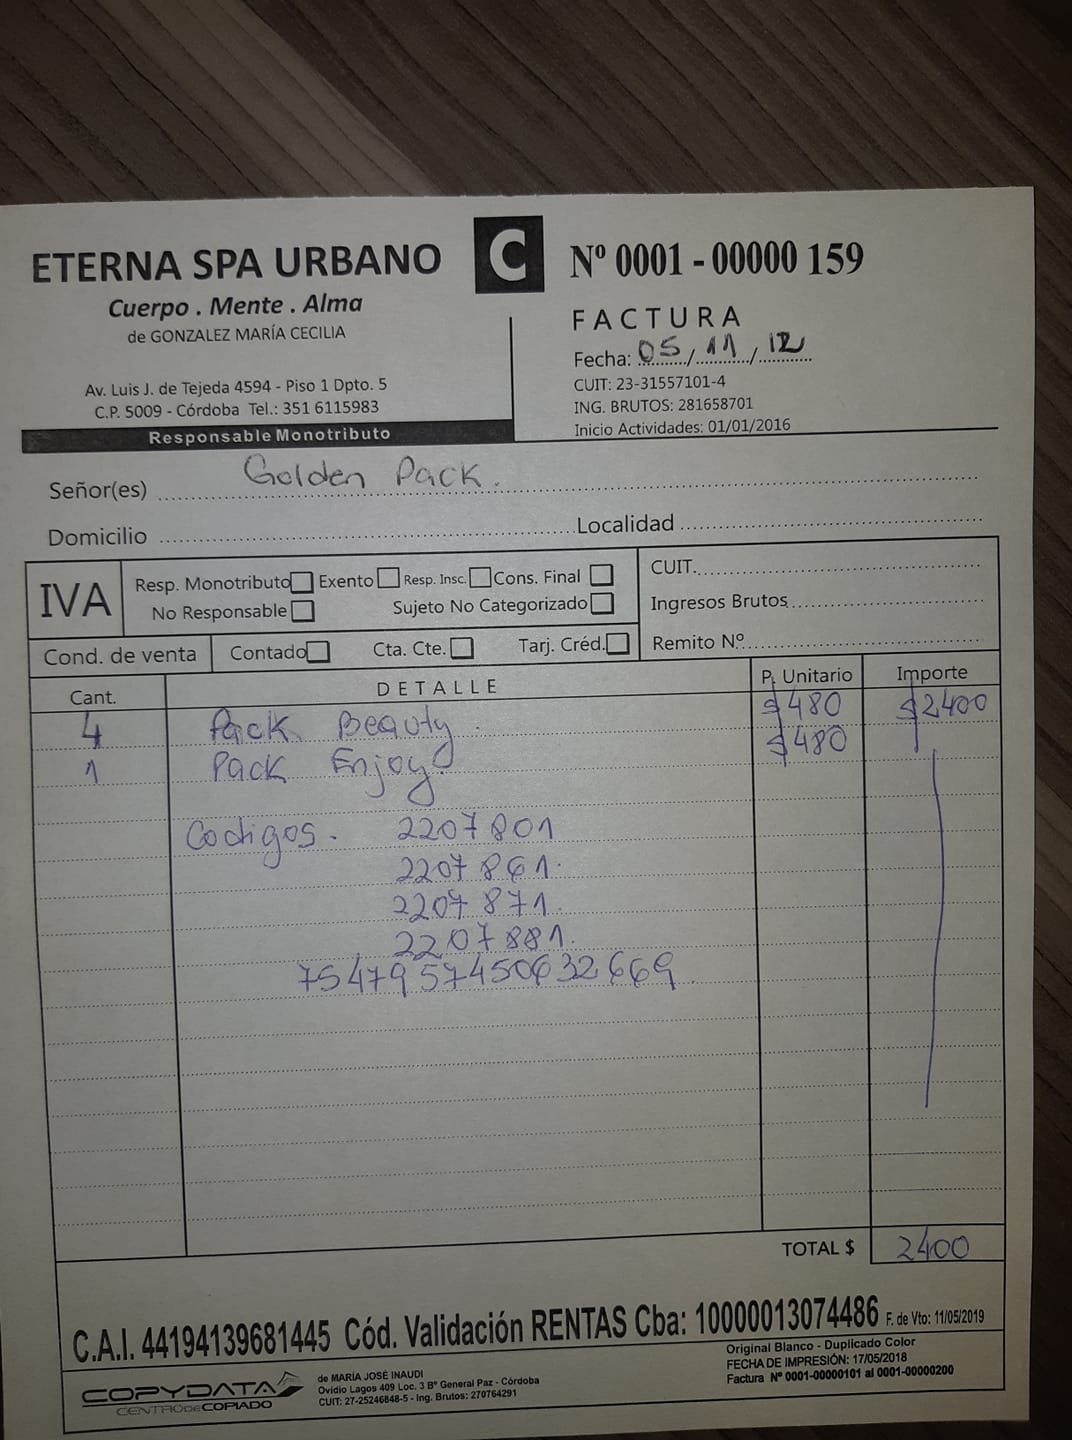 ETERNA SPA URBANO
Cuerpo . Mente . Alma
de GONZALEZ MARÍA CECILIA
Av. Luis J. de Tejeda 4594 - Piso 1 Dpto. 5
C.P. 5009 - Córdoba Tel.: 351 6115983
Responsable Monotributo
C
Nº 0001 - 00000 159
FACTURA
Fecha: 05/11/12
CUIT: 23-31557101-4
ING. BRUTOS: 281658701
Inicio Actividades: 01/01/2016
Señor(es) Golden Pack.
Domicilio Localidad
IVA
Resp. Monotributo Exento Resp. Insc. Cons. Final
No Responsable Sujeto No Categorizado
CUIT.
Ingresos Brutos
Remito Nº
Cond. de venta Contado Cta. Cte. Tarj. Créd.
Cant. DETALLE P. Unitario Importe
4 Pack Beauty $480 $2400
1 Pack Enjoy. $480
Codigos. 2207801
2207861.
2207871.
2207881.
7547957450632669.
TOTAL $ 2400
C.A.I. 44194139681445 Cód. Validación RENTAS Cba: 10000013074486 F. de Vto: 11/05/2019
COPYDATA
CENTRO DE COPIADO
de MARÍA JOSÉ INAUDI
Ovidio Lagos 409 Loc. 3 Bº General Paz - Córdoba
CUIT: 27-25246848-5 - Ing. Brutos: 270764291
Original Blanco - Duplicado Color
FECHA DE IMPRESIÓN: 17/05/2018
Factura Nº 0001-00000101 al 0001-00000200